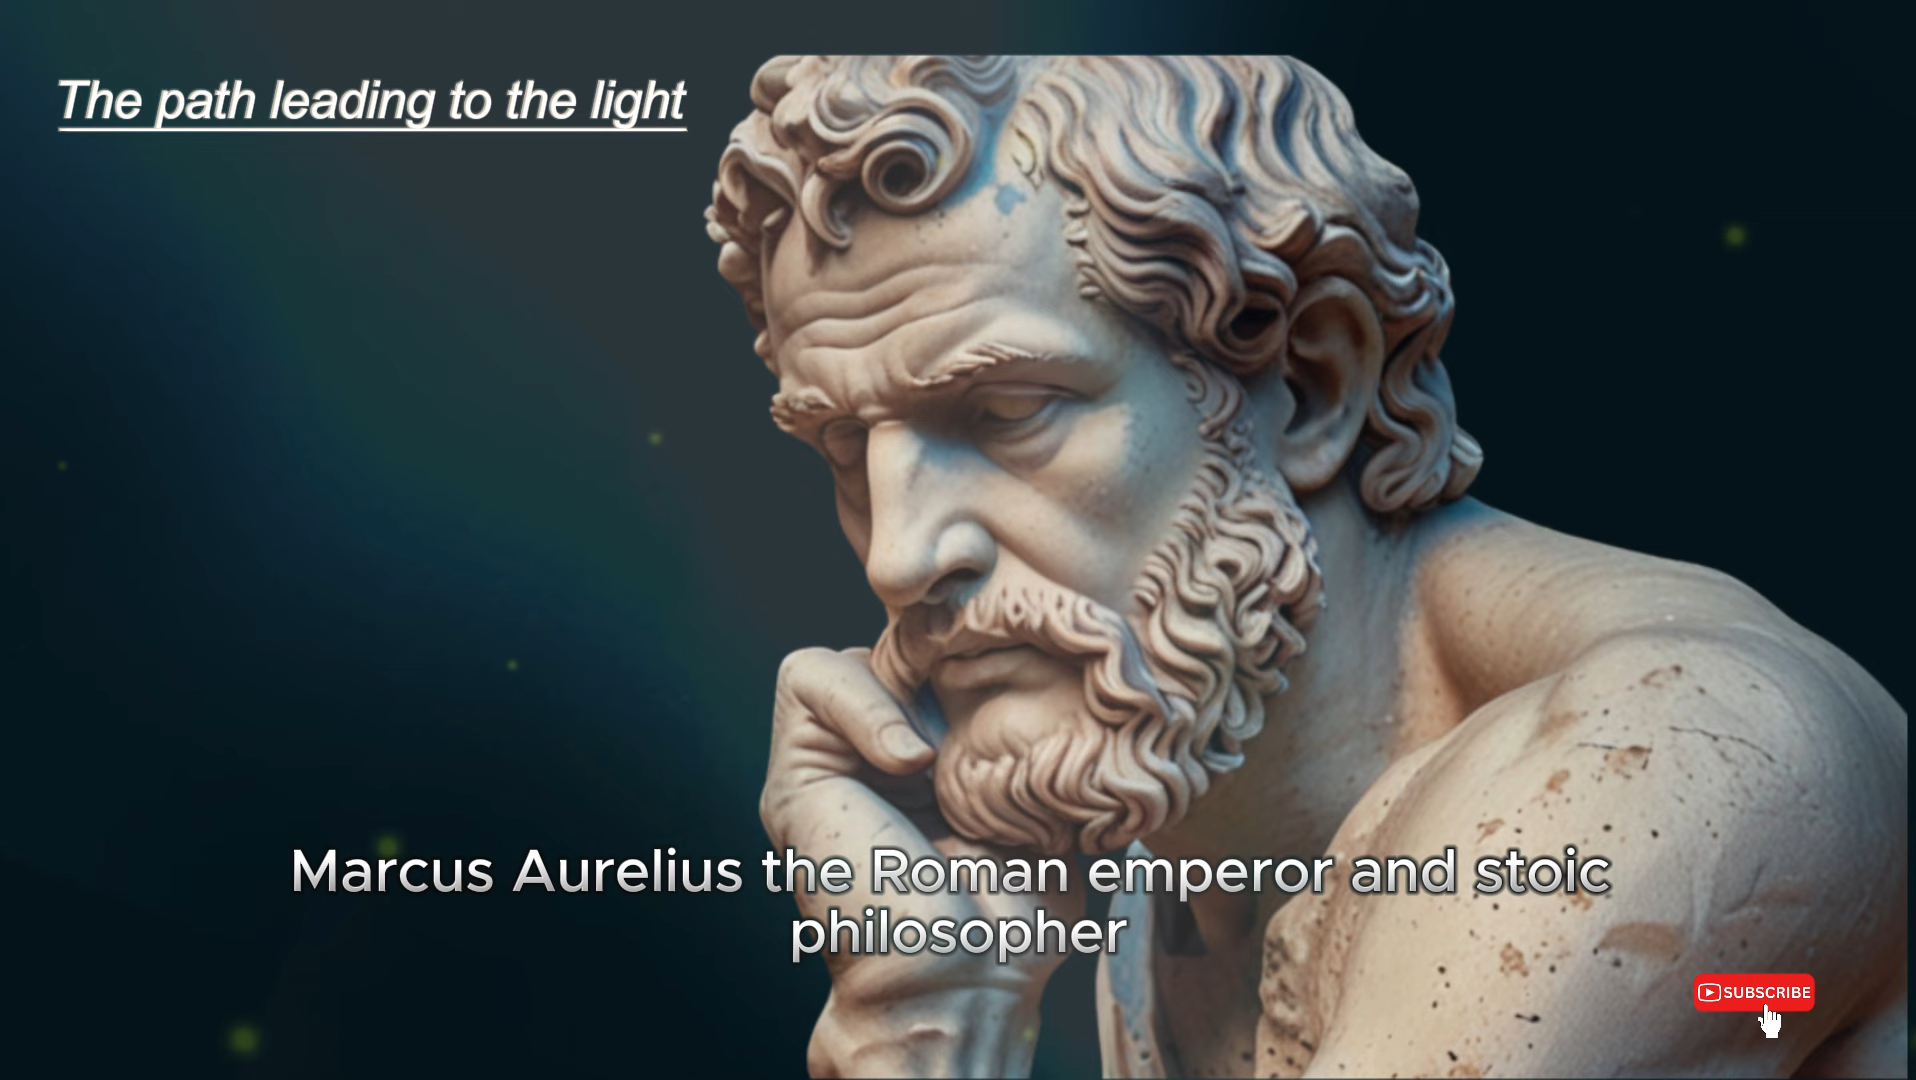 The path leading to the light
Marcus Aurelius the Roman emperor and stoic
philosopher
SUBSCRIBE